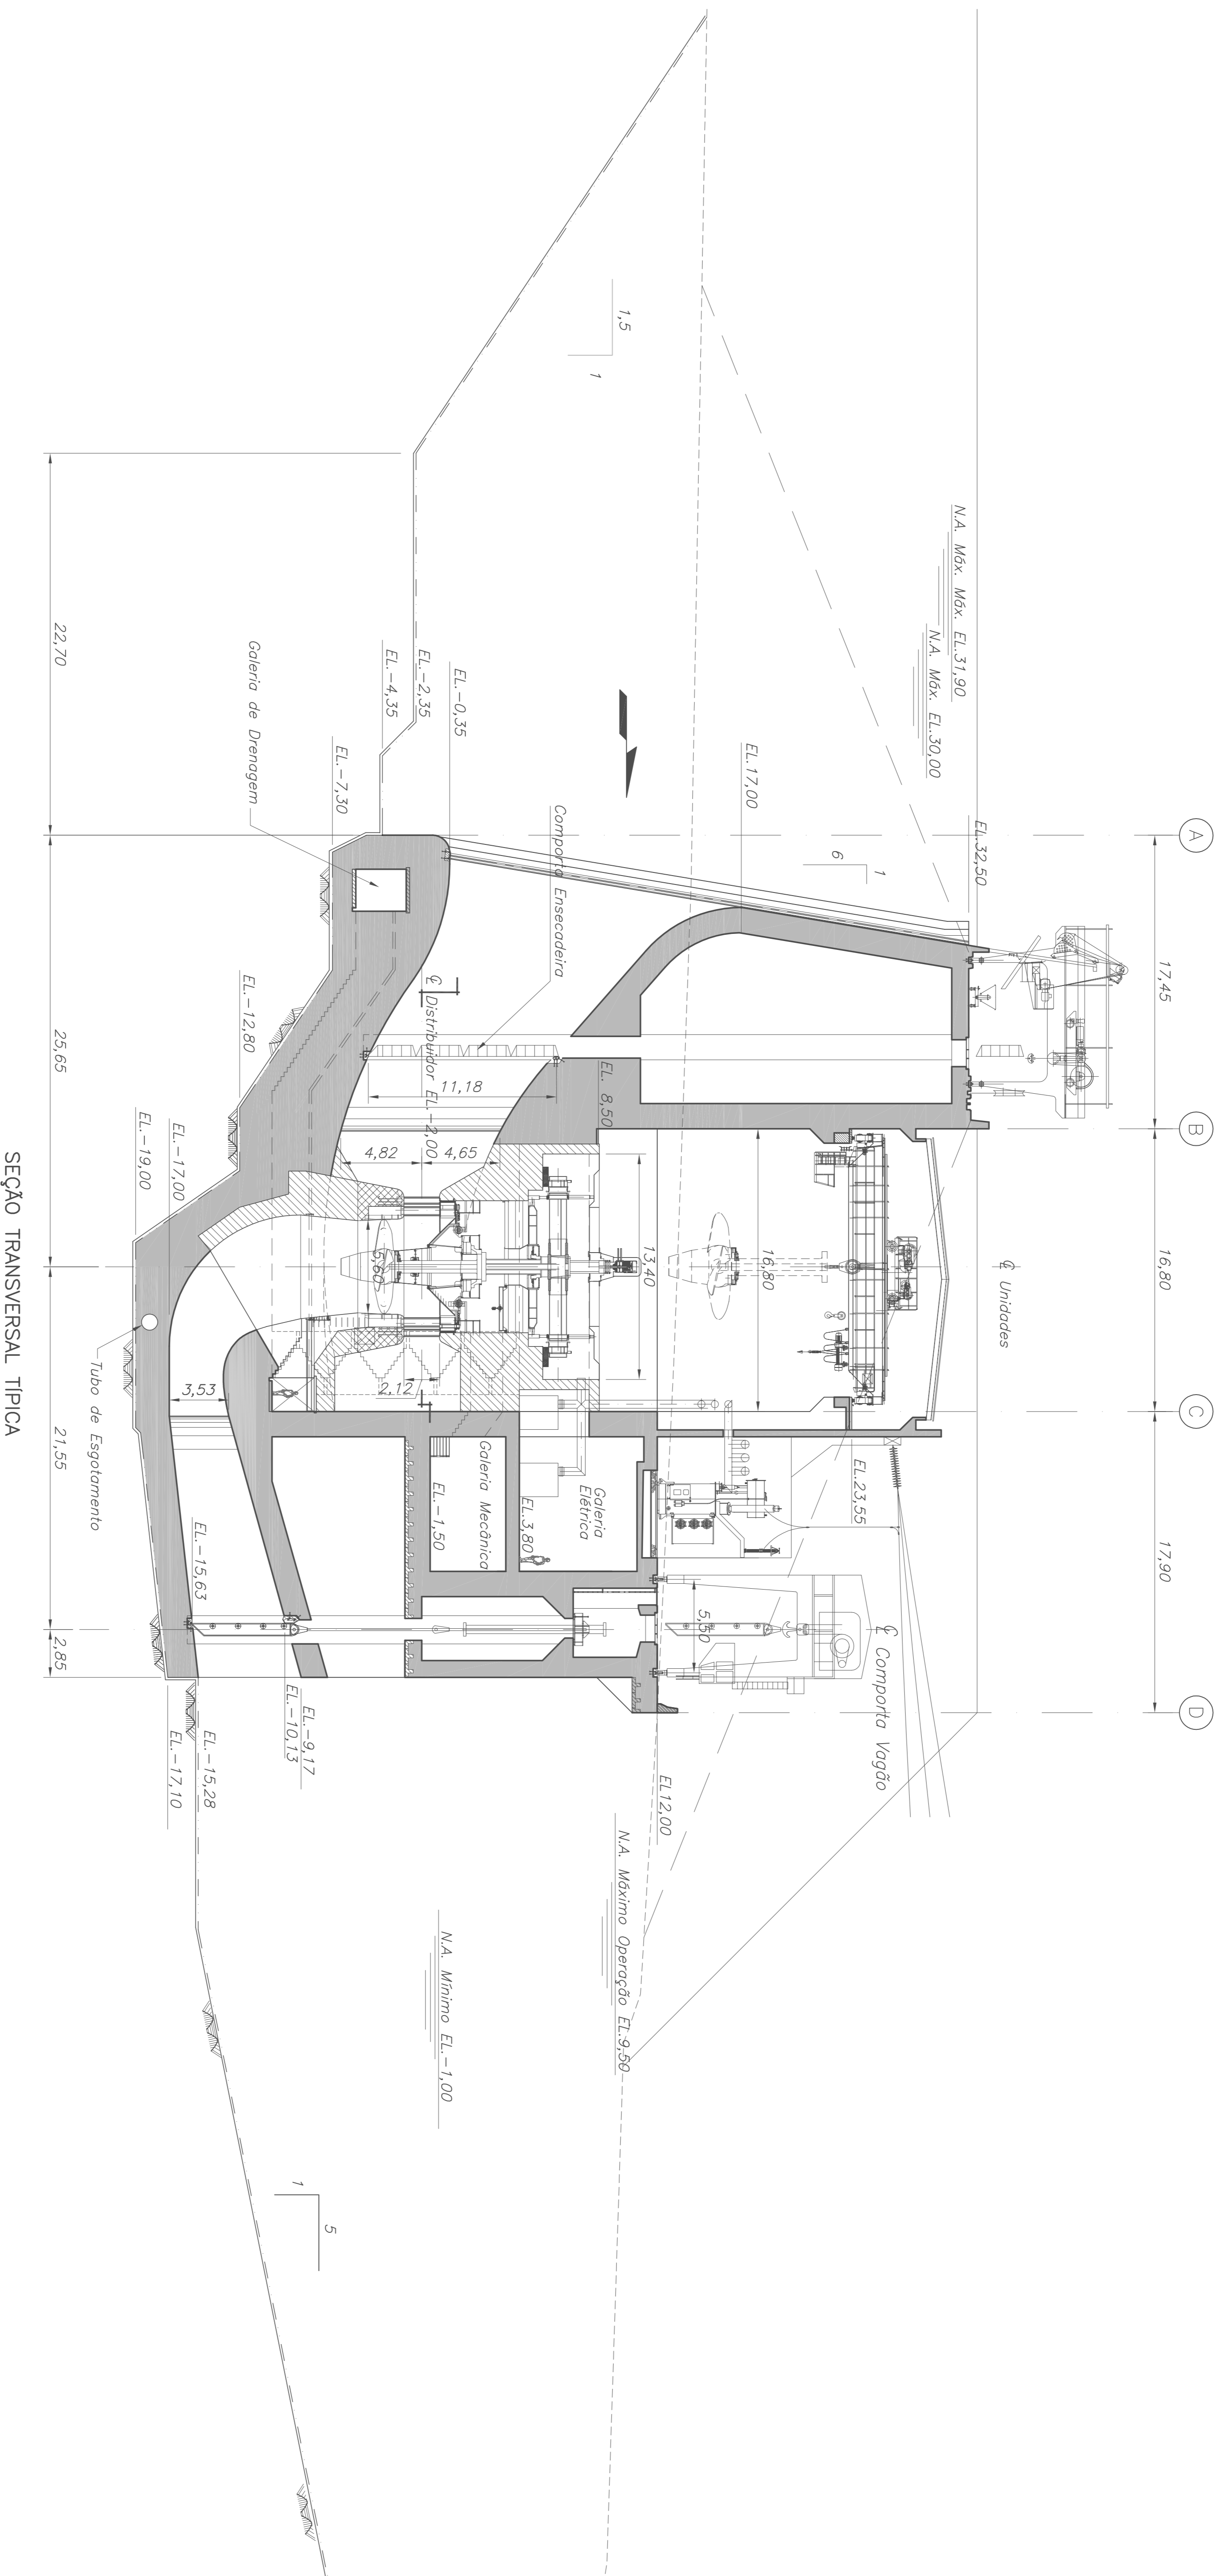 A
B
C
D
17,45
16,80
17,90
N.A. Máx. Máx. EL.31,90
N.A. Máx. EL.30,00
EL.32,50
℄ Unidades
EL.17,00
1
6
16,80
EL.23,55
℄ Comporta Vagão
5,50
EL12,00
1,5
1
Comporta Ensecadeira
EL. 8,50
13,40
Galeria
Elétrica
EL.3,80
N.A. Máximo Operação EL.9,50
EL.-0,35
EL.-2,35
EL.-4,35
℄ Distribuidor EL.-2,00
11,18
4,82
4,65
5,60
2,12
Galeria Mecânica
EL.-1,50
N.A. Mínimo EL.-1,00
EL.-7,30
Galeria de Drenagem
EL.-12,80
3,53
EL.-9,17
EL.-10,13
1
5
EL.-17,00
EL.-19,00
EL.-15,63
EL.-15,28
EL.-17,10
Tubo de Esgotamento
22,70
25,65
21,55
2,85
SEÇÃO TRANSVERSAL TÍPICA